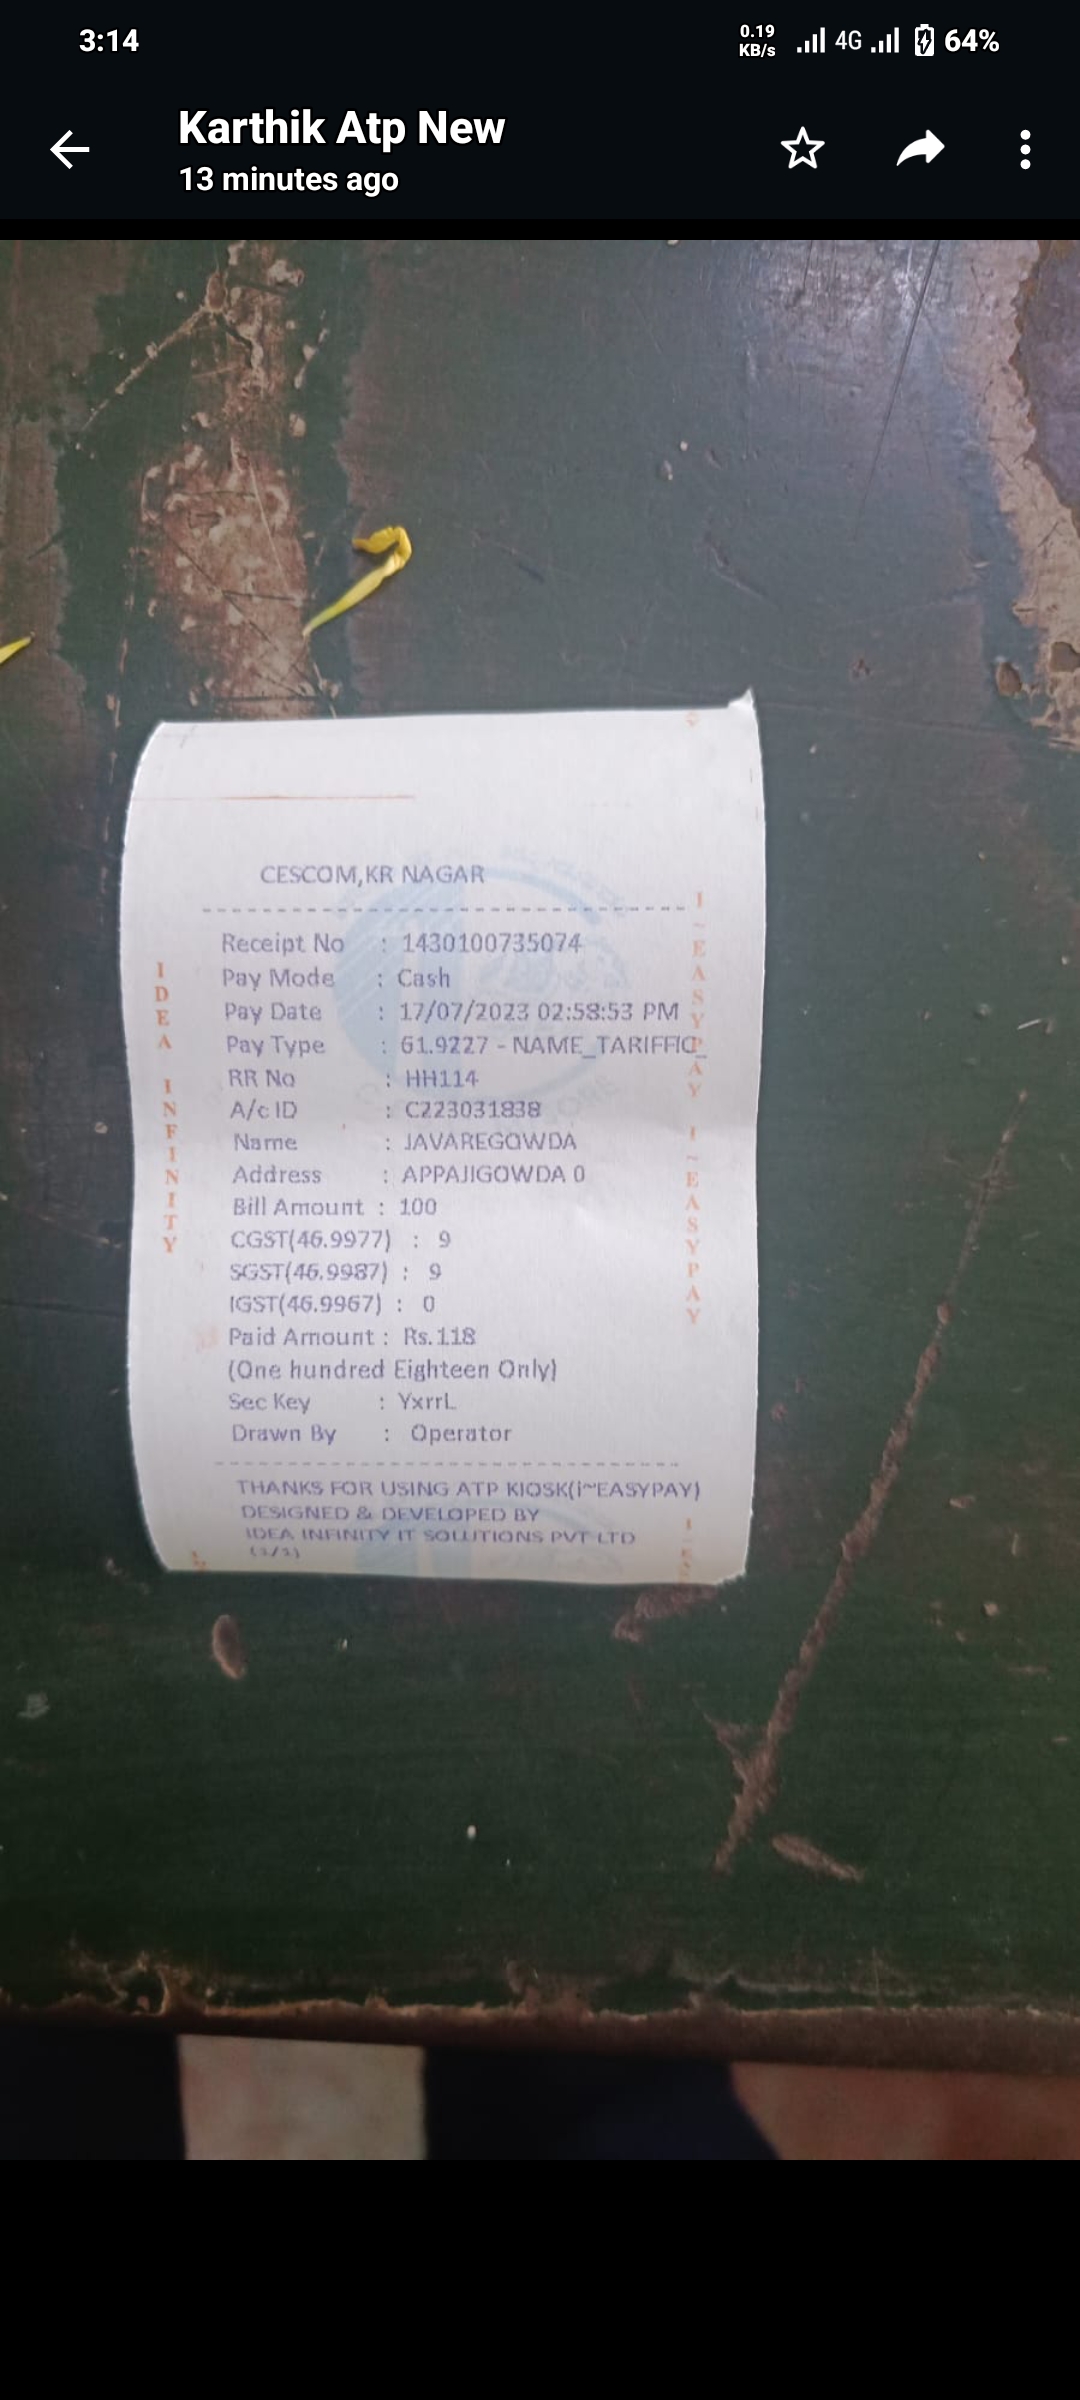 3:14
0.19 KB/s 4G 64%
Karthik Atp New
13 minutes ago
CESCOM,KR NAGAR
Receipt No : 1430100735074
Pay Mode : Cash
Pay Date : 17/07/2023 02:58:53 PM
Pay Type : 61.9227 - NAME_TARIFFIC_
RR No : HH114
A/c ID : C223031838
Name : JAVAREGOWDA
Address : APPAJIGOWDA 0
Bill Amount : 100
CGST(46.9977) : 9
SGST(46.9987) : 9
IGST(46.9967) : 0
Paid Amount : Rs.118
(One hundred Eighteen Only)
Sec Key : YxrrL
Drawn By : Operator
THANKS FOR USING ATP KIOSK(i~EASYPAY)
DESIGNED & DEVELOPED BY
IDEA INFINITY IT SOLUTIONS PVT LTD
(1/1)
IDEA INFINITY
I~EASYPAY I~EASYPAY